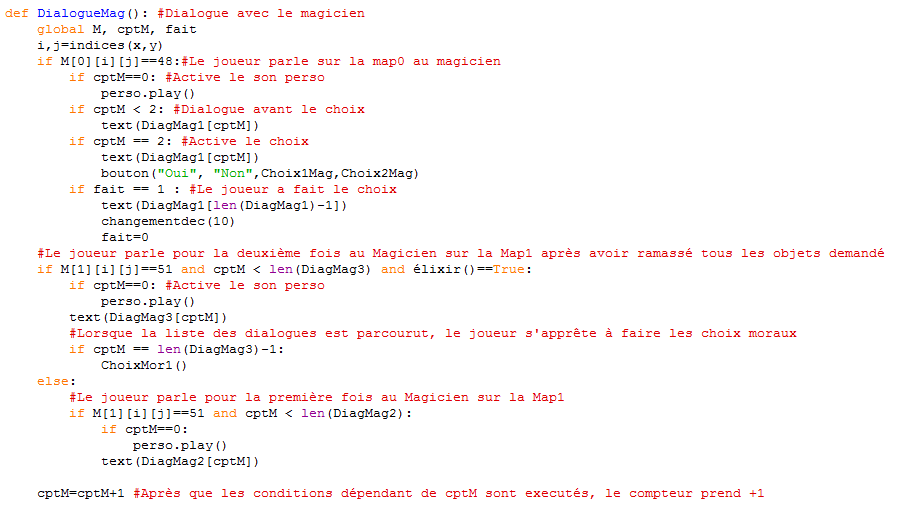 def DialogueMag(): #Dialogue avec le magicien
    global M, cptM, fait
    i,j=indices(x,y)
    if M[0][i][j]==48:#Le joueur parle sur la map0 au magicien
        if cptM==0: #Active le son perso
            perso.play()
        if cptM < 2: #Dialogue avant le choix
            text(DiagMag1[cptM])
        if cptM == 2: #Active le choix
            text(DiagMag1[cptM])
            bouton("Oui", "Non",Choix1Mag,Choix2Mag)
        if fait == 1 : #Le joueur a fait le choix
            text(DiagMag1[len(DiagMag1)-1])
            changementdec(10)
            fait=0
    #Le joueur parle pour la deuxième fois au Magicien sur la Map1 après avoir ramassé tous les objets demandé
    if M[1][i][j]==51 and cptM < len(DiagMag3) and élixir()==True:
        if cptM==0: #Active le son perso
            perso.play()
        text(DiagMag3[cptM])
        #Lorsque la liste des dialogues est parcourut, le joueur s'apprête à faire les choix moraux
        if cptM == len(DiagMag3)-1:
            ChoixMor1()
    else:
        #Le joueur parle pour la première fois au Magicien sur la Map1
        if M[1][i][j]==51 and cptM < len(DiagMag2):
            if cptM==0:
                perso.play()
            text(DiagMag2[cptM])

    cptM=cptM+1 #Après que les conditions dépendant de cptM sont executés, le compteur prend +1